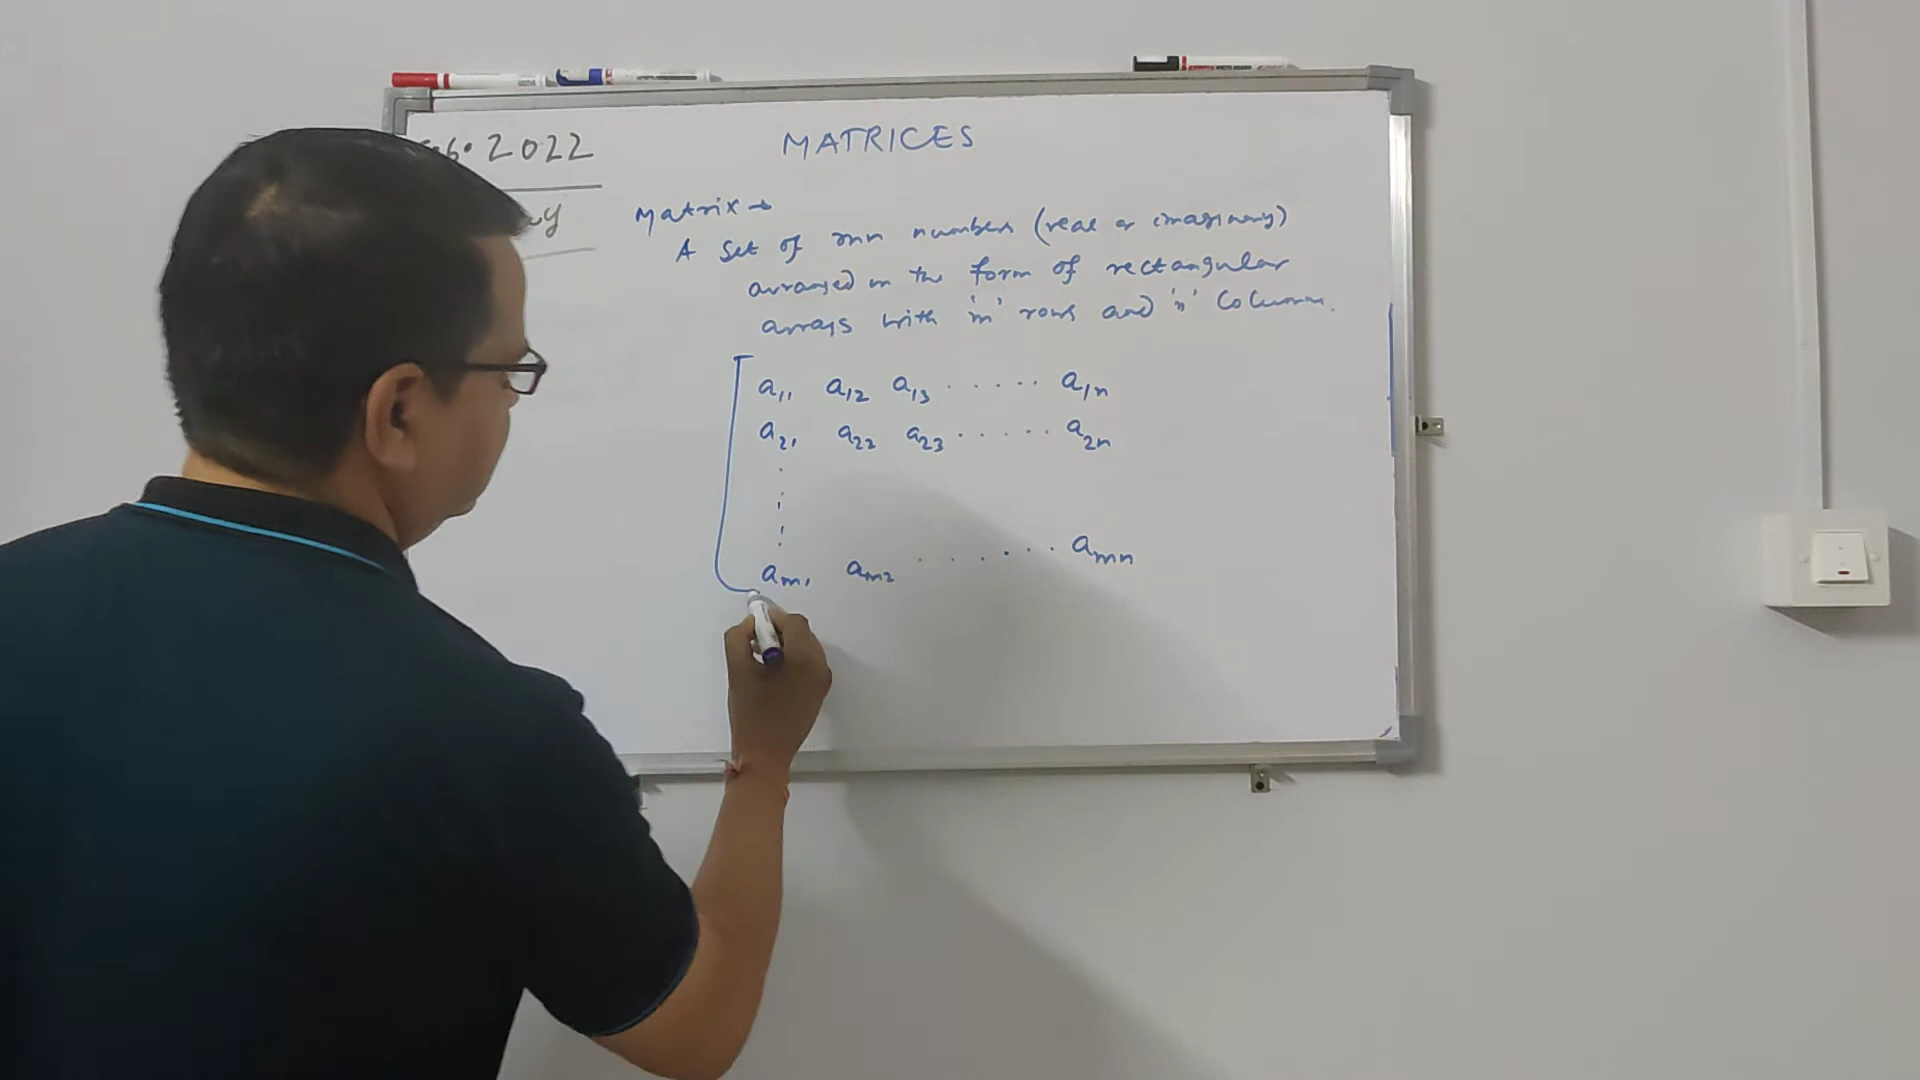 6.2022
MATRICES
Matrix →
A set of mn numbers (real or imaginary)
arranged in the form of rectangular
arrays with 'm' rows and 'n' columns.
a11 a12 a13 ...... a1n
a21 a22 a23 ...... a2n
am1 am2 ...... amn